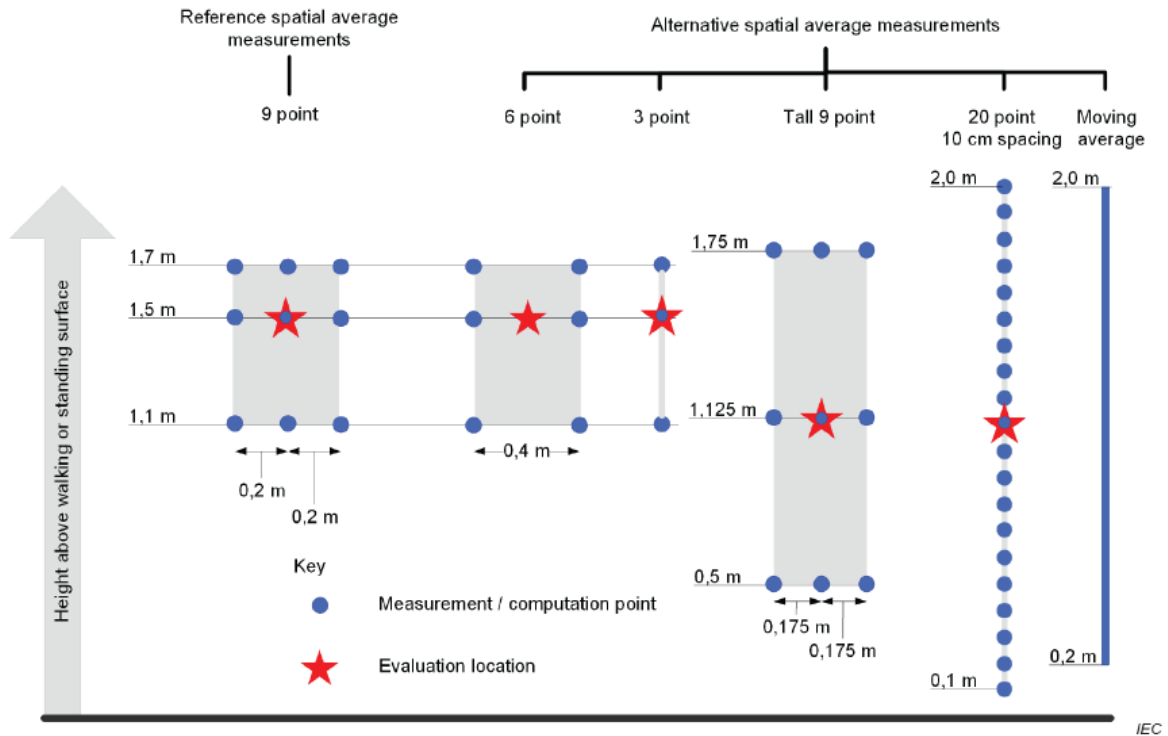 Reference spatial average
measurements
Alternative spatial average measurements
9 point
6 point
3 point
Tall 9 point
20 point
10 cm spacing
Moving
average
2,0 m
2,0 m
1,7 m
1,75 m
1,5 m
1,125 m
1,1 m
0,4 m
0,2 m
0,2 m
0,5 m
0,175 m
0,175 m
0,2 m
0,1 m
Height above walking or standing surface
Key
Measurement / computation point
Evaluation location
IEC